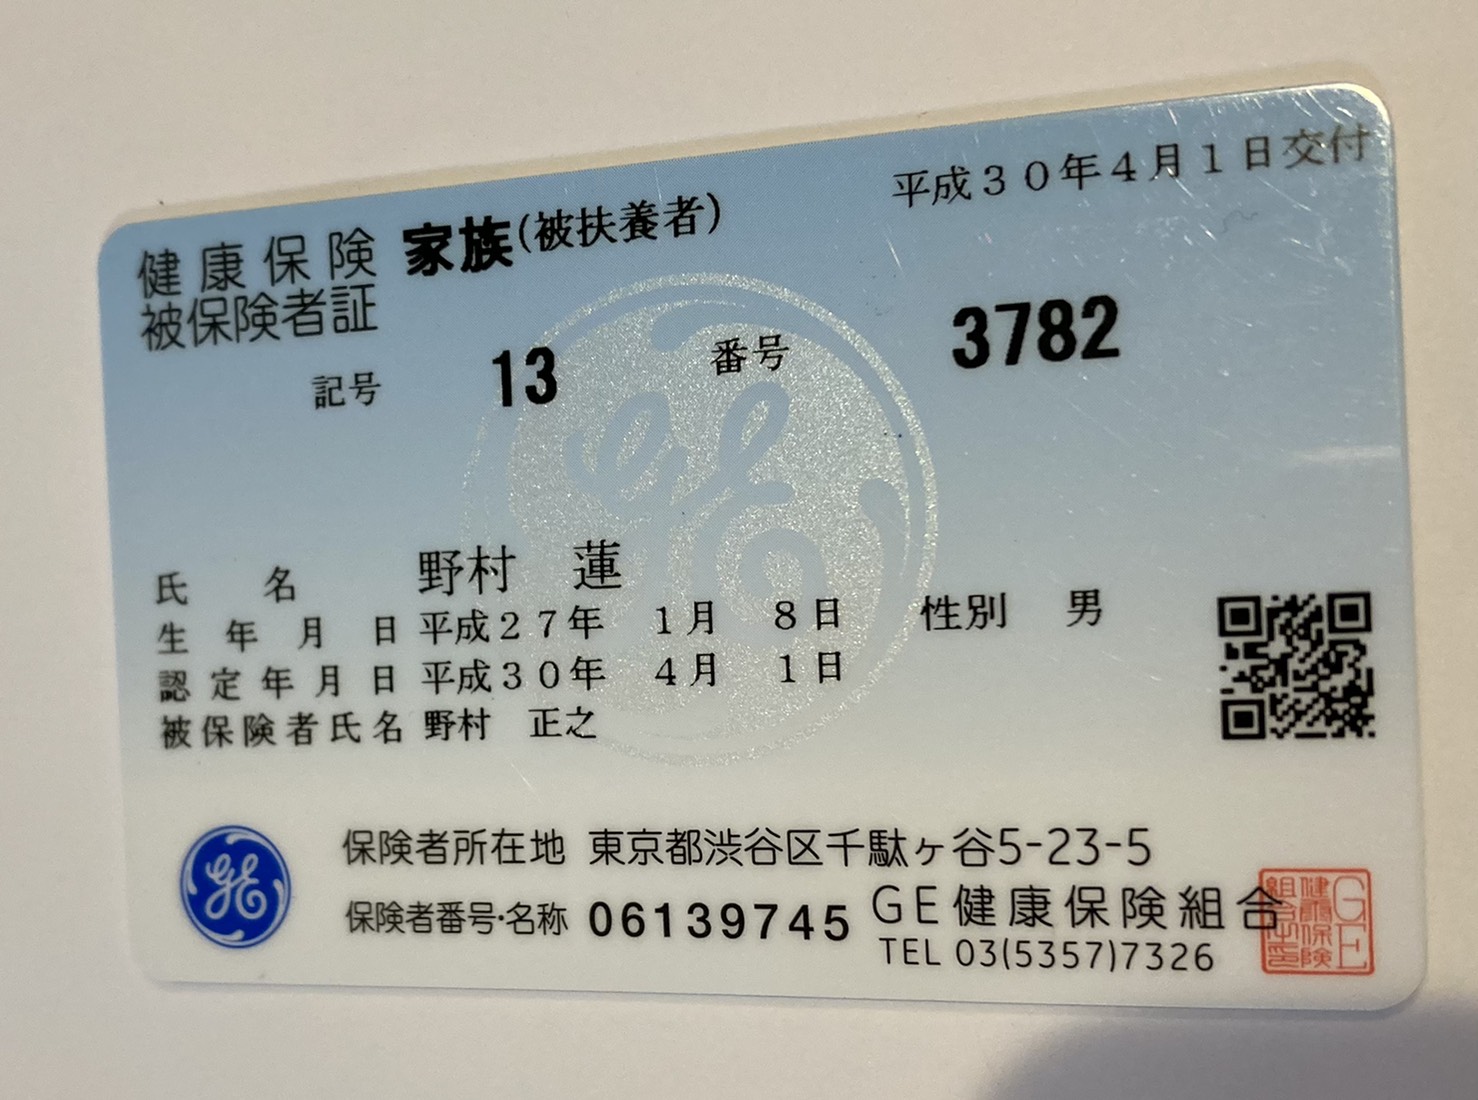 平成30年4月1日交付
健康保険 家族(被扶養者)
被保険者証
記号 13 番号 3782
氏名 野村 蓮
生年月日 平成27年 1月 8日 性別 男
認定年月日 平成30年 4月 1日
被保険者氏名 野村 正之
保険者所在地 東京都渋谷区千駄ヶ谷5-23-5
保険者番号・名称 06139745 GE健康保険組合
TEL 03(5357)7326